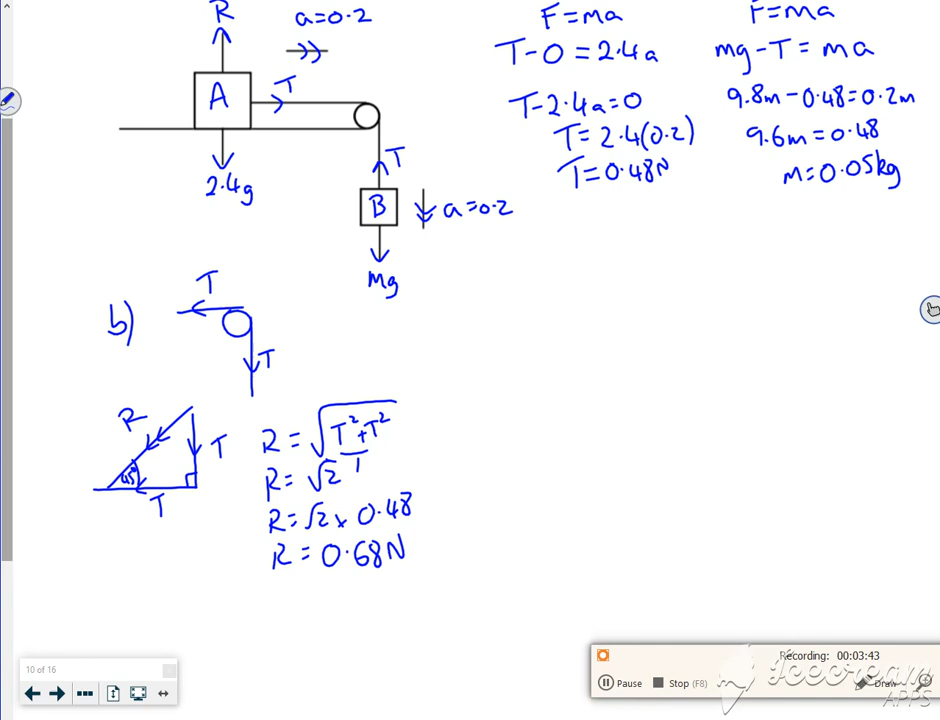 R
a=0.2
A
T
2.4g
T
B
a=0.2
Mg
F=ma
T-0=2.4a
T-2.4a=0
T=2.4(0.2)
T=0.48N
F=ma
mg-T=ma
9.8m-0.48=0.2m
9.6m=0.48
m=0.05kg
b)
T
T
R
45°
T
T
R=√T²+T²
R=√2 T
R=√2 x 0.48
R=0.68N
10 of 16
Recording: 00:03:43
Pause
Stop (F8)
Draw
Icecream
APPS